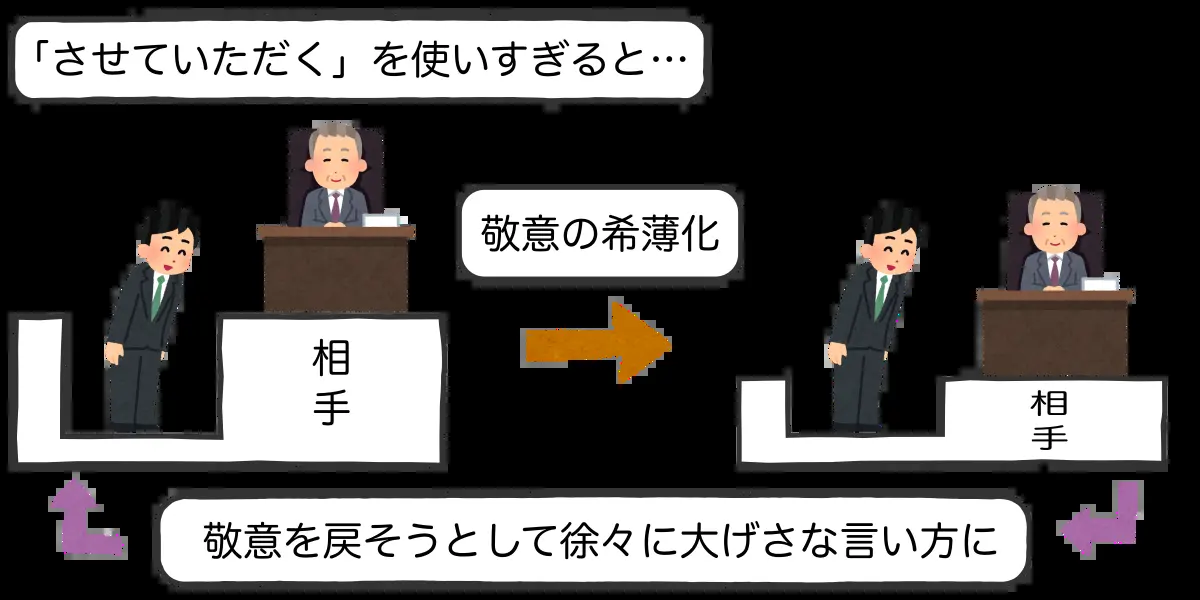 「させていただく」を使いすぎると…
敬意の希薄化
相
手
相
手
敬意を戻そうとして徐々に大げさな言い方に